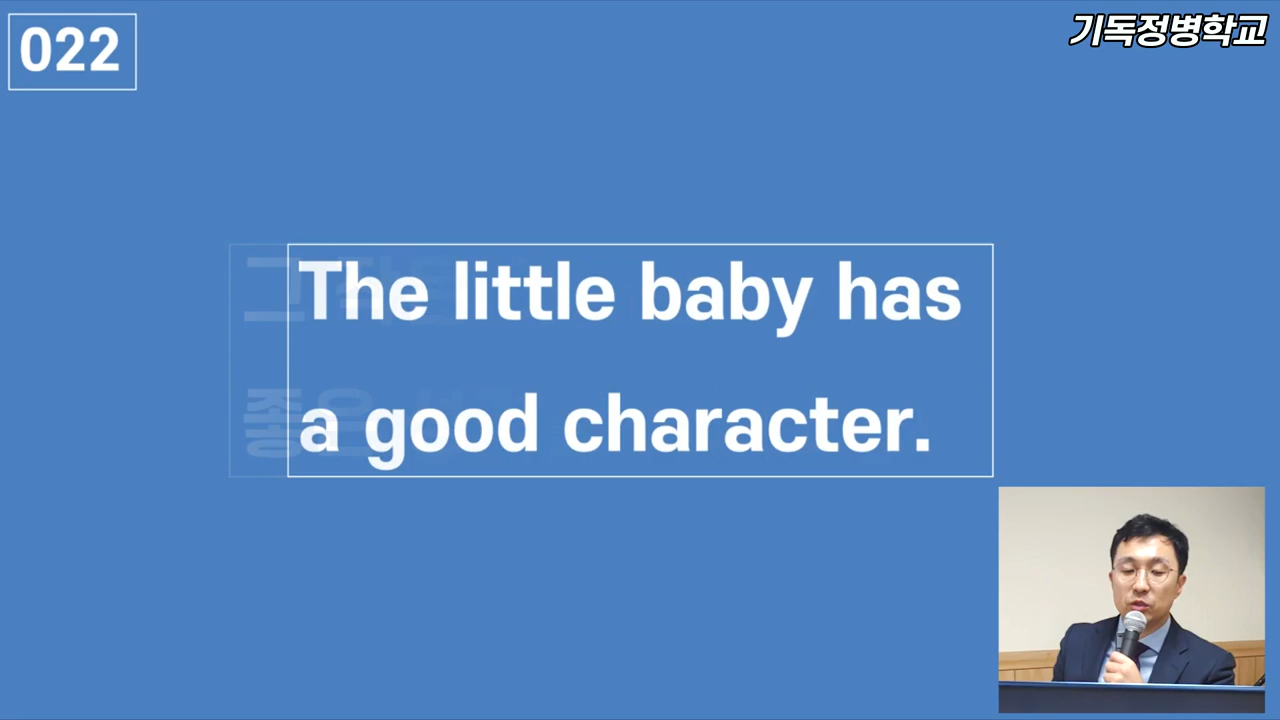 022
기독정병학교
The little baby has
a good character.